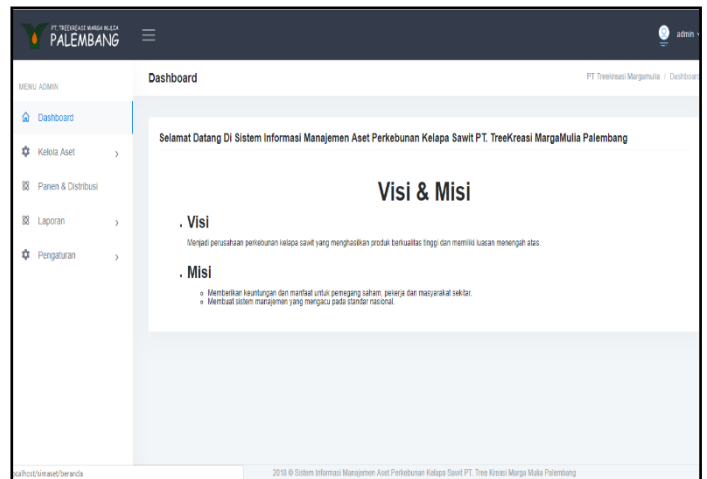 PT. TREEKREASI MARGA MULIA
PALEMBANG
admin
MENU ADMIN
Dashboard
PT Treekreasi Margamulia / Dashboard
Dashboard
Kelola Aset
Panen & Distribusi
Laporan
Pengaturan
Selamat Datang Di Sistem Informasi Manajemen Aset Perkebunan Kelapa Sawit PT. TreeKreasi MargaMulia Palembang
Visi & Misi
Visi
Menjadi perusahaan perkebunan kelapa sawit yang menghasilkan produk berkualitas tinggi dan memiliki luasan menengah atas.
Misi
Memberikan keuntungan dan manfaat untuk pemegang saham, pekerja dan masyarakat sekitar.
Membuat sistem manajemen yang mengacu pada standar nasional.
ocalhost/simaset/beranda
2018 © Sistem Informasi Manajemen Aset Perkebunan Kelapa Sawit PT. Tree Kreasi Marga Mulia Palembang